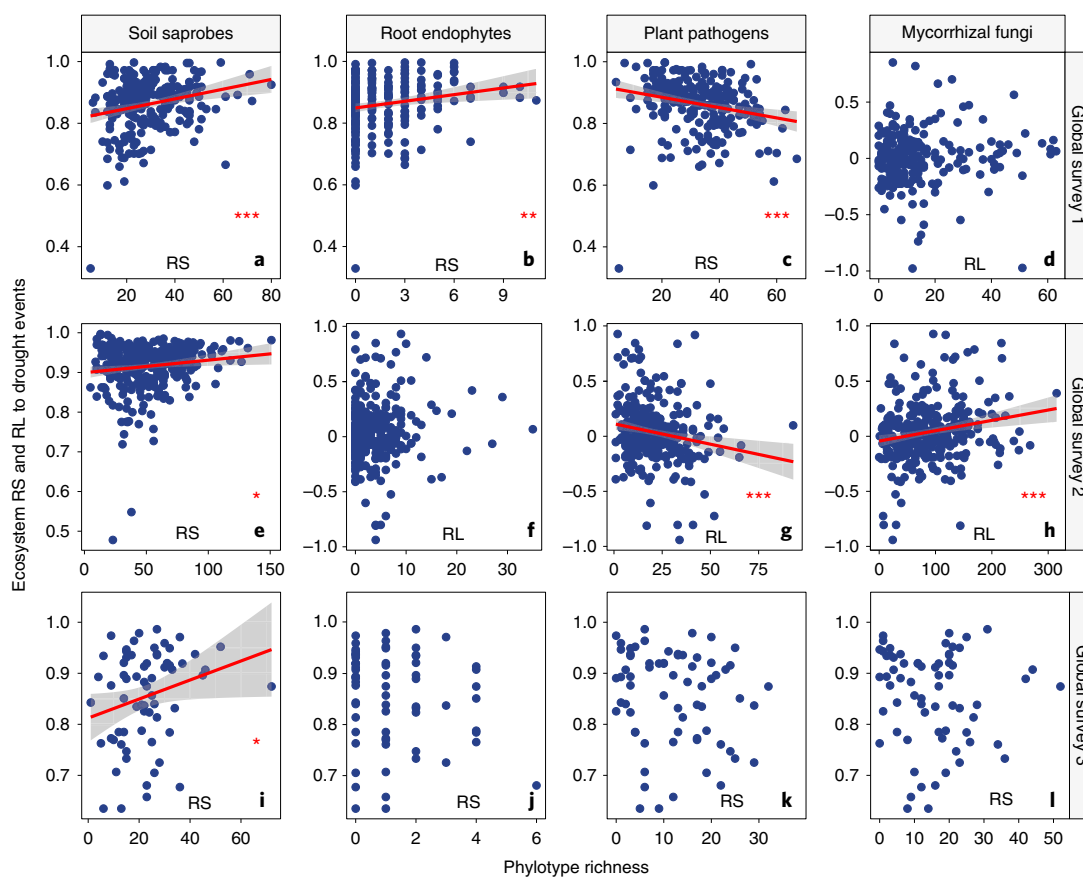 Soil saprobes Root endophytes Plant pathogens Mycorrhizal fungi
Ecosystem RS and RL to drought events
1.0
0.8
0.6
0.4
20 40 60 80
RS
***
a
1.0
0.8
0.6
0.4
0 3 6 9
RS
**
b
1.0
0.8
0.6
0.4
20 40 60
RS
***
c
0.5
0
−0.5
−1.0
0 20 40 60
RL
d
Global survey 1
1.0
0.9
0.8
0.7
0.6
0.5
0 50 100 150
RS
*
e
1.0
0.5
0
−0.5
−1.0
0 10 20 30
RL
f
1.0
0.5
0
−0.5
−1.0
0 25 50 75
RL
***
g
1.0
0.5
0
−0.5
−1.0
0 100 200 300
RL
***
h
Global survey 2
1.0
0.9
0.8
0.7
0 20 40 60
RS
*
i
1.0
0.9
0.8
0.7
0 2 4 6
RS
j
1.0
0.9
0.8
0.7
0 10 20 30
RS
k
1.0
0.9
0.8
0.7
0 10 20 30 40 50
RS
l
Global survey 3
Phylotype richness